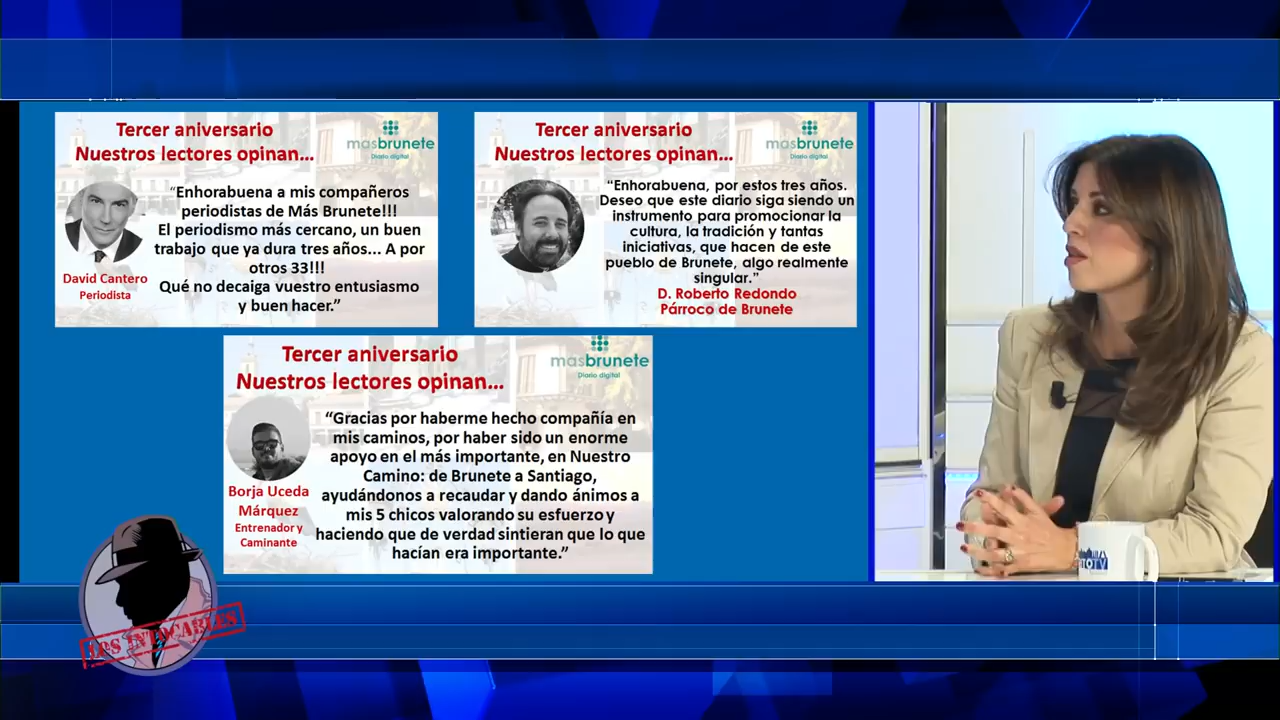 Tercer aniversario
Nuestros lectores opinan...
masbrunete
Diario digital
“Enhorabuena a mis compañeros
periodistas de Más Brunete!!!
El periodismo más cercano, un buen
trabajo que ya dura tres años... A por
otros 33!!!
Qué no decaiga vuestro entusiasmo
y buen hacer.”
David Cantero
Periodista
Tercer aniversario
Nuestros lectores opinan...
masbrunete
Diario digital
"Enhorabuena, por estos tres años.
Deseo que este diario siga siendo un
instrumento para promocionar la
cultura, la tradición y tantas
iniciativas, que hacen de este
pueblo de Brunete, algo realmente
singular."
D. Roberto Redondo
Párroco de Brunete
Tercer aniversario
Nuestros lectores opinan...
masbrunete
Diario digital
“Gracias por haberme hecho compañía en
mis caminos, por haber sido un enorme
apoyo en el más importante, en Nuestro
Camino: de Brunete a Santiago,
ayudándonos a recaudar y dando ánimos a
mis 5 chicos valorando su esfuerzo y
haciendo que de verdad sintieran que lo que
hacían era importante.”
Borja Uceda
Márquez
Entrenador y
Caminante
LOS INTOCABLES